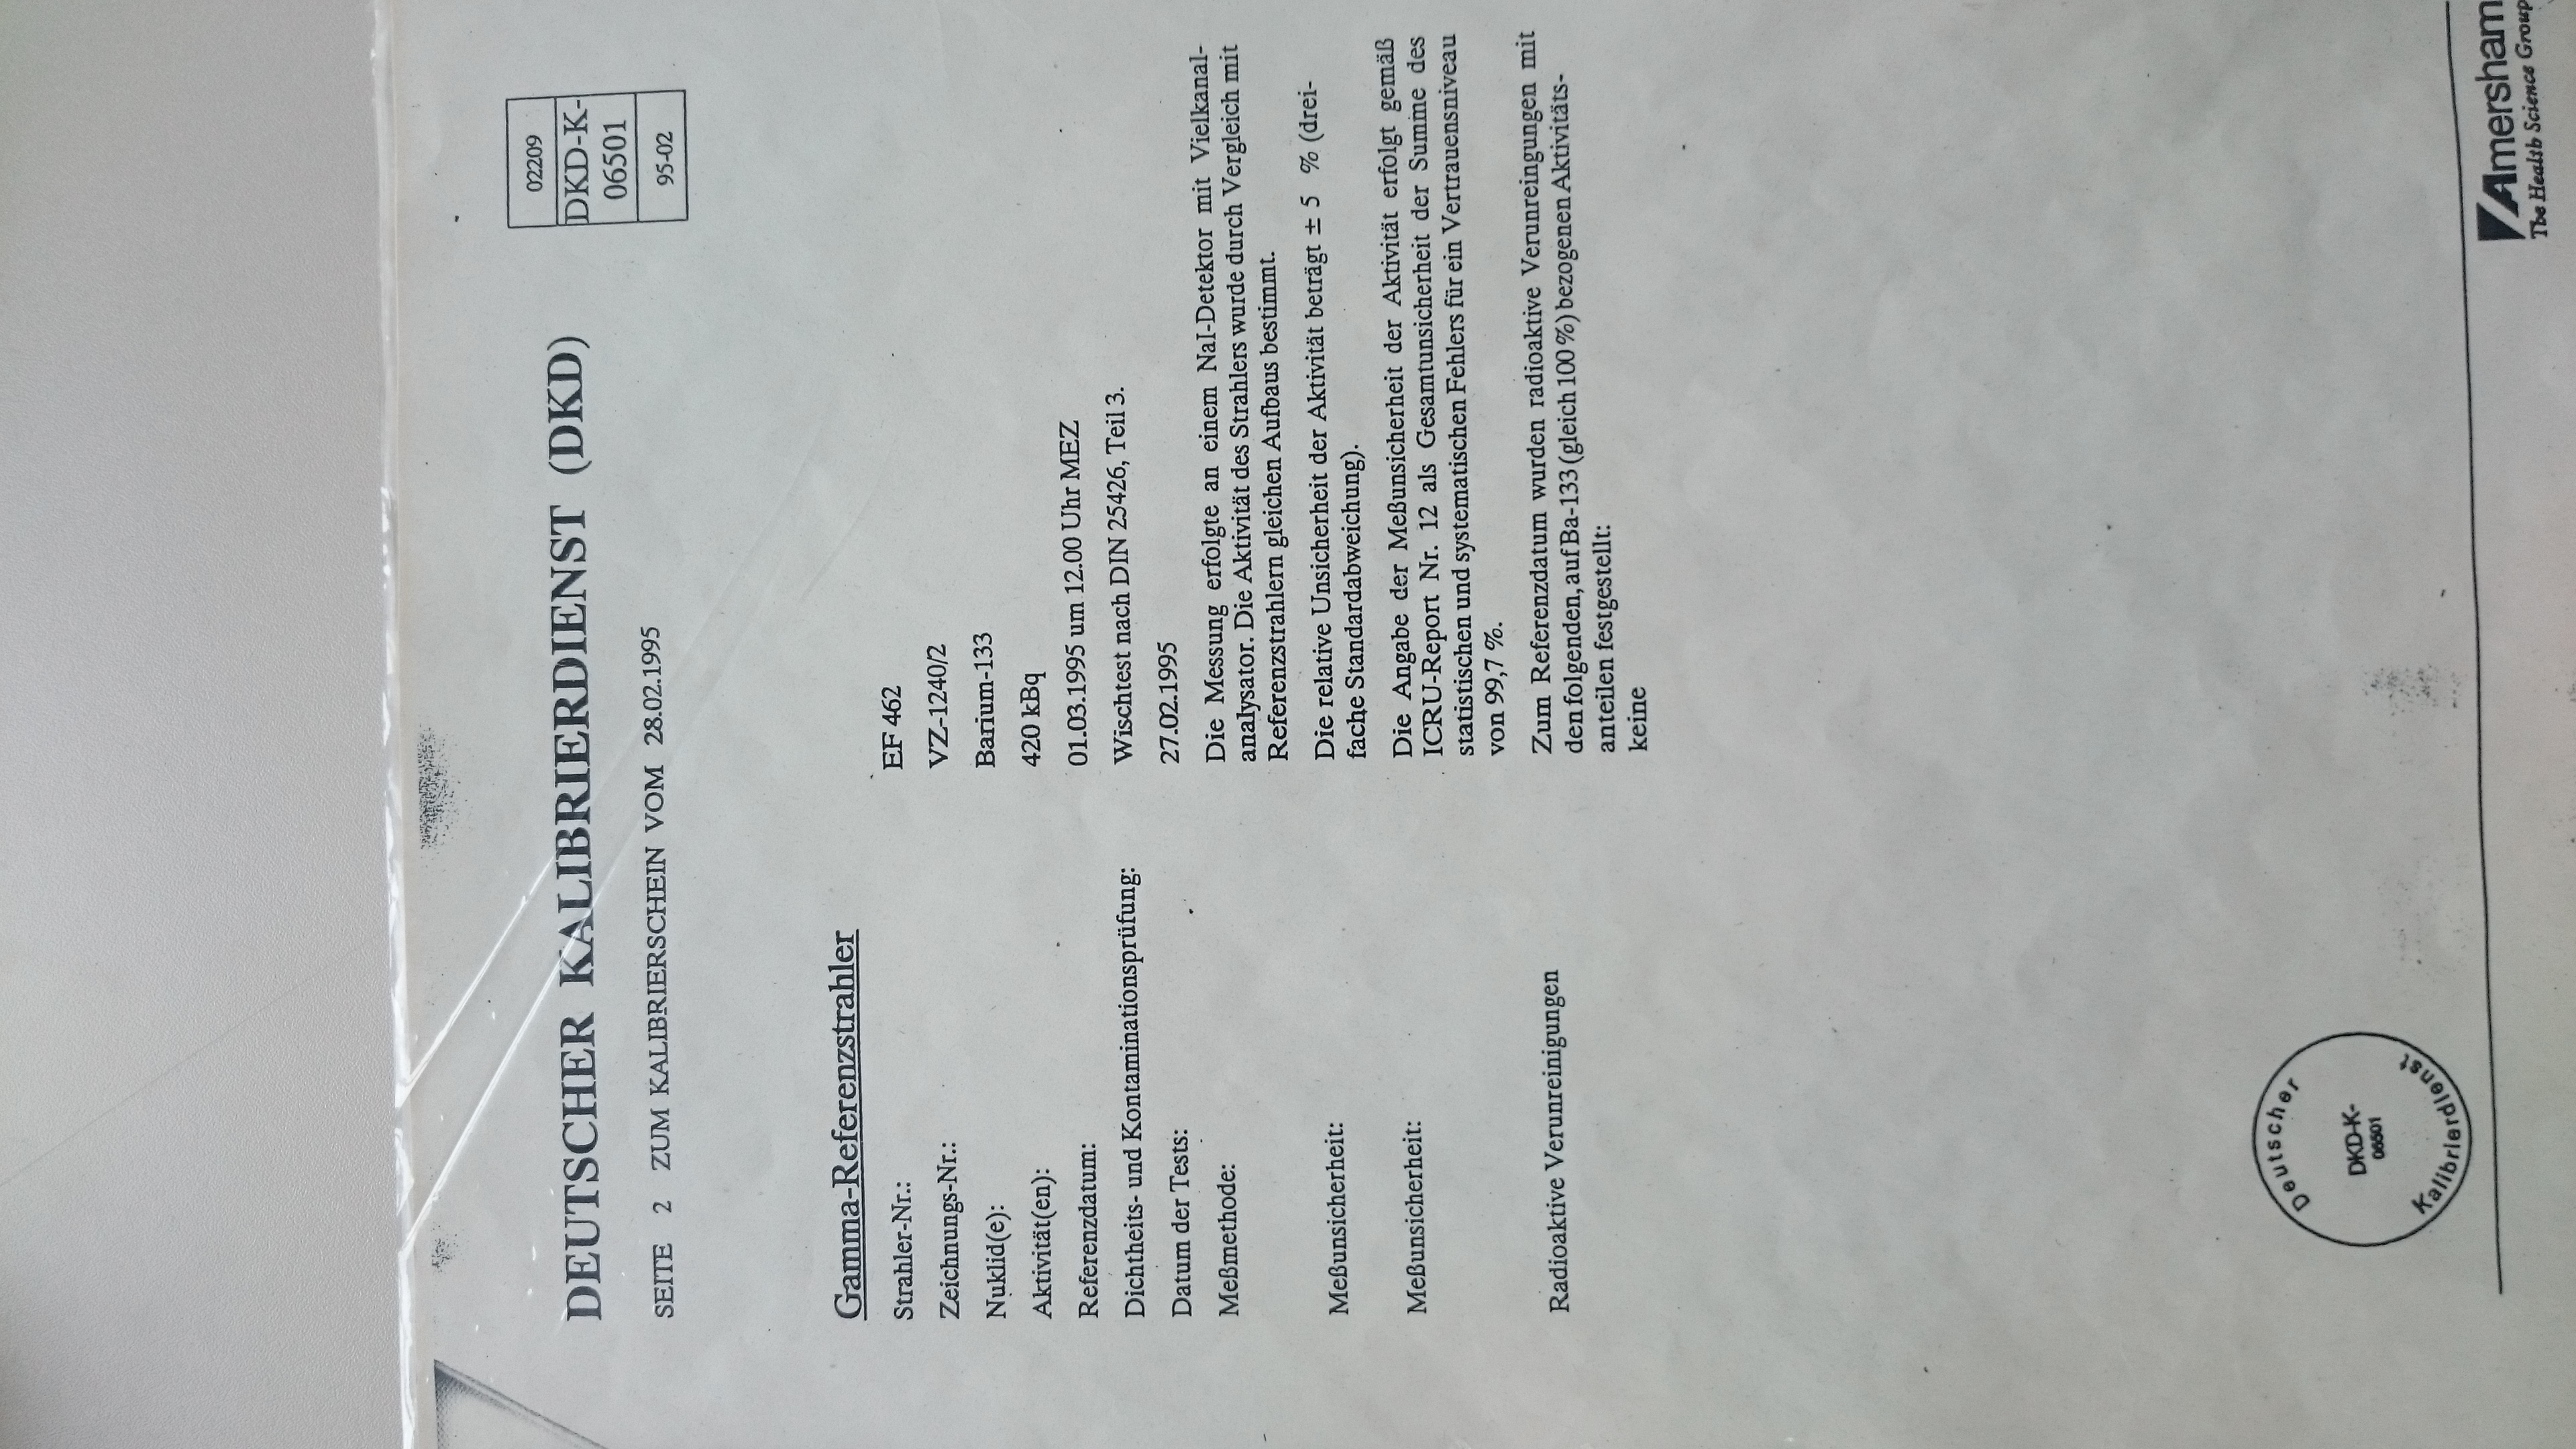 02209
DKD-K-
06501
95-02
DEUTSCHER KALIBRIERDIENST (DKD)
SEITE 2 ZUM KALIBRIERSCHEIN VOM 28.02.1995
Gamma-Referenzstrahler
Strahler-Nr.: EF 462
Zeichnungs-Nr.: VZ-1240/2
Nuklid(e): Barium-133
Aktivität(en): 420 kBq
Referenzdatum: 01.03.1995 um 12.00 Uhr MEZ
Dichtheits- und Kontaminationsprüfung: Wischtest nach DIN 25426, Teil 3.
Datum der Tests: 27.02.1995
Meßmethode: Die Messung erfolgte an einem NaI-Detektor mit Vielkanal-
analysator. Die Aktivität des Strahlers wurde durch Vergleich mit
Referenzstrahlern gleichen Aufbaus bestimmt.
Meßunsicherheit: Die relative Unsicherheit der Aktivität beträgt ± 5 % (drei-
fache Standardabweichung).
Meßunsicherheit: Die Angabe der Meßunsicherheit der Aktivität erfolgt gemäß
ICRU-Report Nr. 12 als Gesamtunsicherheit der Summe des
statistischen und systematischen Fehlers für ein Vertrauensniveau
von 99,7 %.
Radioaktive Verunreinigungen Zum Referenzdatum wurden radioaktive Verunreingungen mit
den folgenden, auf Ba-133 (gleich 100 %) bezogenen Aktivitäts-
anteilen festgestellt:
keine
Deutscher
DKD-K-
06501
Kalibrierdienst
Amersham
The Health Science Group